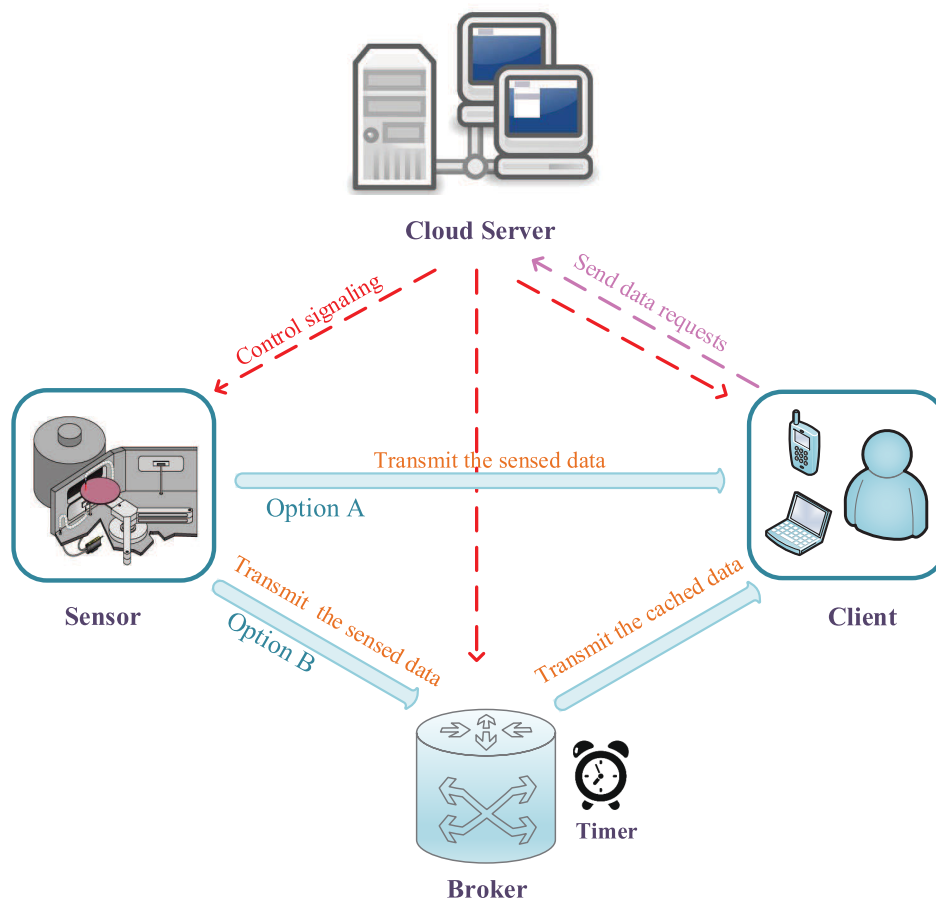 Cloud Server
Control signaling
Send data requests
Transmit the sensed data
Option A
Sensor
Client
Transmit the sensed data
Option B
Transmit the cached data
Timer
Broker